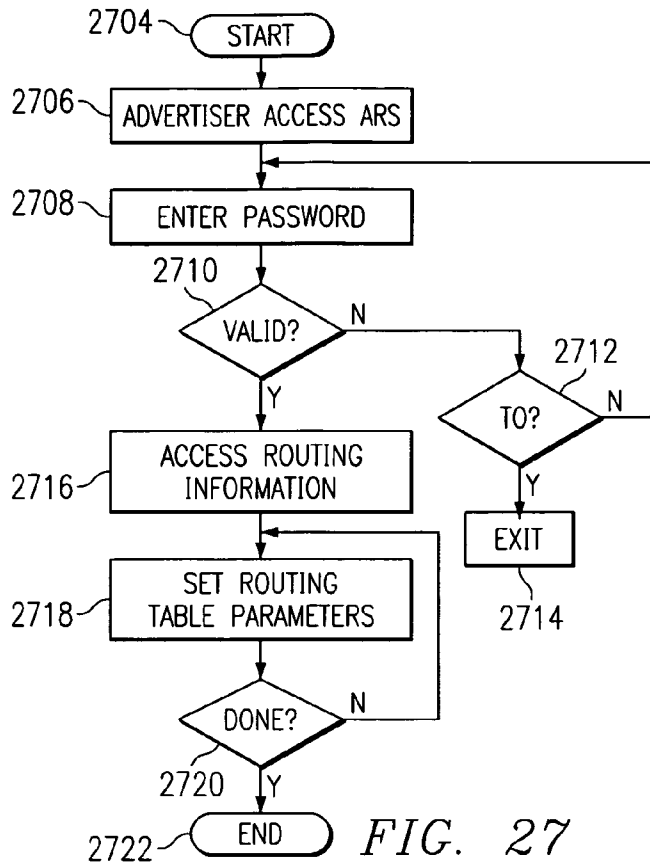 2704
START
2706
ADVERTISER ACCESS ARS
2708
ENTER PASSWORD
2710
VALID?
N
Y
2712
TO?
N
Y
2716
ACCESS ROUTING
INFORMATION
EXIT
2714
2718
SET ROUTING
TABLE PARAMETERS
DONE?
N
2720
Y
2722
END
FIG. 27